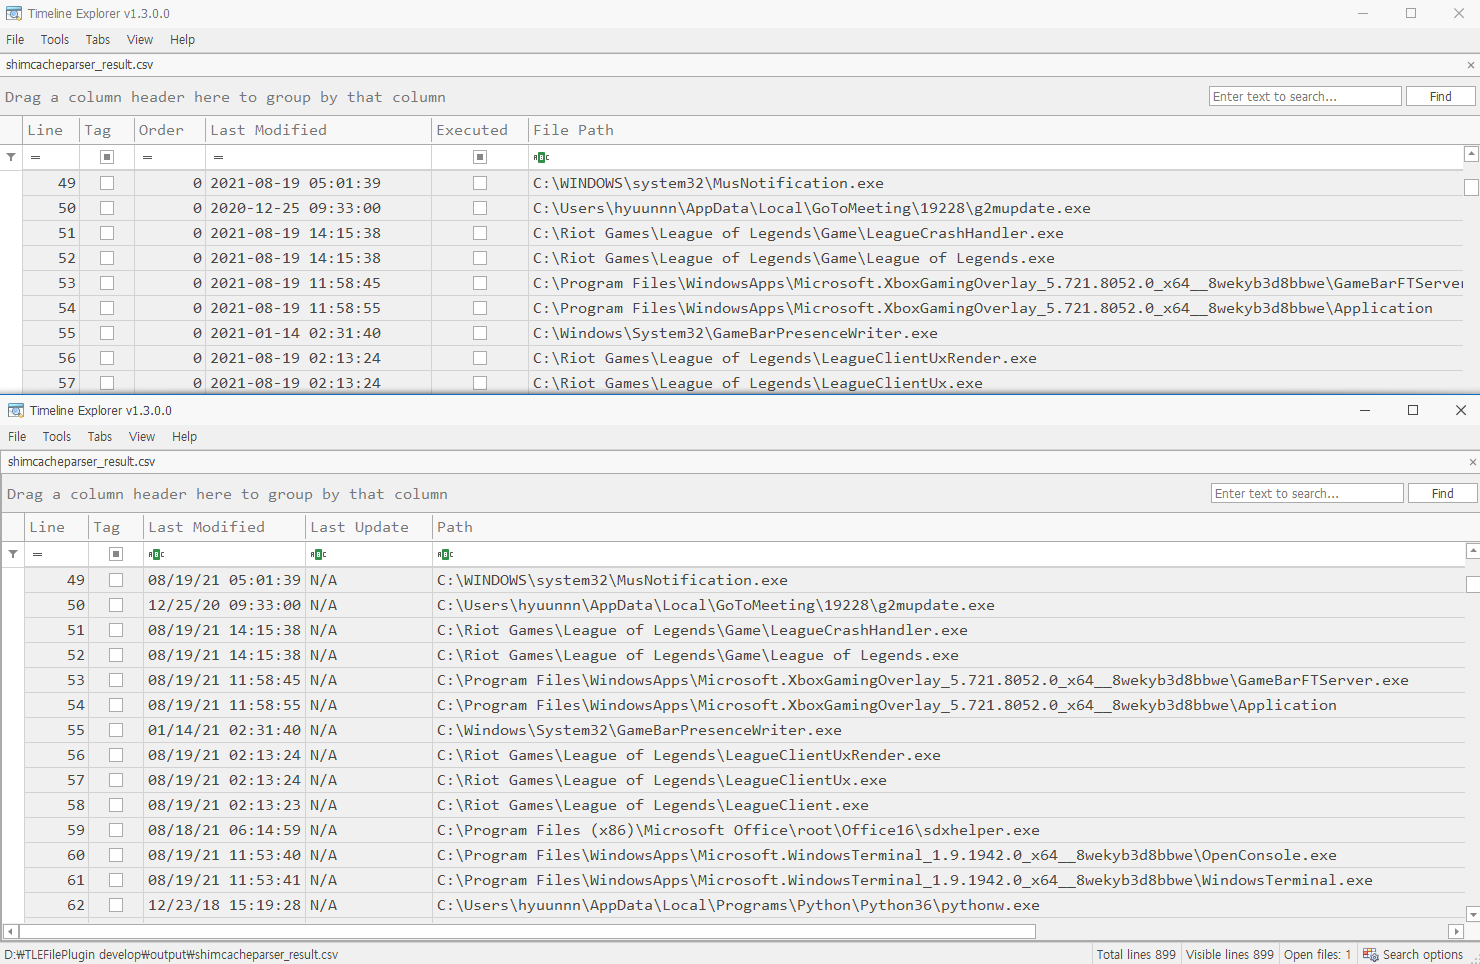 Timeline Explorer v1.3.0.0
File Tools Tabs View Help
shimcacheparser_result.csv
Drag a column header here to group by that column
Enter text to search... Find
Line Tag Order Last Modified Executed File Path
= = =
49 0 2021-08-19 05:01:39 C:\WINDOWS\system32\MusNotification.exe
50 0 2020-12-25 09:33:00 C:\Users\hyuunnn\AppData\Local\GoToMeeting\19228\g2mupdate.exe
51 0 2021-08-19 14:15:38 C:\Riot Games\League of Legends\Game\LeagueCrashHandler.exe
52 0 2021-08-19 14:15:38 C:\Riot Games\League of Legends\Game\League of Legends.exe
53 0 2021-08-19 11:58:45 C:\Program Files\WindowsApps\Microsoft.XboxGamingOverlay_5.721.8052.0_x64__8wekyb3d8bbwe\GameBarFTServer
54 0 2021-08-19 11:58:55 C:\Program Files\WindowsApps\Microsoft.XboxGamingOverlay_5.721.8052.0_x64__8wekyb3d8bbwe\Application
55 0 2021-01-14 02:31:40 C:\Windows\System32\GameBarPresenceWriter.exe
56 0 2021-08-19 02:13:24 C:\Riot Games\League of Legends\LeagueClientUxRender.exe
57 0 2021-08-19 02:13:24 C:\Riot Games\League of Legends\LeagueClientUx.exe
Timeline Explorer v1.3.0.0
File Tools Tabs View Help
shimcacheparser_result.csv
Drag a column header here to group by that column
Enter text to search... Find
Line Tag Last Modified Last Update Path
=
49 08/19/21 05:01:39 N/A C:\WINDOWS\system32\MusNotification.exe
50 12/25/20 09:33:00 N/A C:\Users\hyuunnn\AppData\Local\GoToMeeting\19228\g2mupdate.exe
51 08/19/21 14:15:38 N/A C:\Riot Games\League of Legends\Game\LeagueCrashHandler.exe
52 08/19/21 14:15:38 N/A C:\Riot Games\League of Legends\Game\League of Legends.exe
53 08/19/21 11:58:45 N/A C:\Program Files\WindowsApps\Microsoft.XboxGamingOverlay_5.721.8052.0_x64__8wekyb3d8bbwe\GameBarFTServer.exe
54 08/19/21 11:58:55 N/A C:\Program Files\WindowsApps\Microsoft.XboxGamingOverlay_5.721.8052.0_x64__8wekyb3d8bbwe\Application
55 01/14/21 02:31:40 N/A C:\Windows\System32\GameBarPresenceWriter.exe
56 08/19/21 02:13:24 N/A C:\Riot Games\League of Legends\LeagueClientUxRender.exe
57 08/19/21 02:13:24 N/A C:\Riot Games\League of Legends\LeagueClientUx.exe
58 08/19/21 02:13:23 N/A C:\Riot Games\League of Legends\LeagueClient.exe
59 08/18/21 06:14:59 N/A C:\Program Files (x86)\Microsoft Office\root\Office16\sdxhelper.exe
60 08/19/21 11:53:40 N/A C:\Program Files\WindowsApps\Microsoft.WindowsTerminal_1.9.1942.0_x64__8wekyb3d8bbwe\OpenConsole.exe
61 08/19/21 11:53:41 N/A C:\Program Files\WindowsApps\Microsoft.WindowsTerminal_1.9.1942.0_x64__8wekyb3d8bbwe\WindowsTerminal.exe
62 12/23/18 15:19:28 N/A C:\Users\hyuunnn\AppData\Local\Programs\Python\Python36\pythonw.exe
D:₩TLEFilePlugin develop₩output₩shimcacheparser_result.csv Total lines 899 Visible lines 899 Open files: 1 Search options